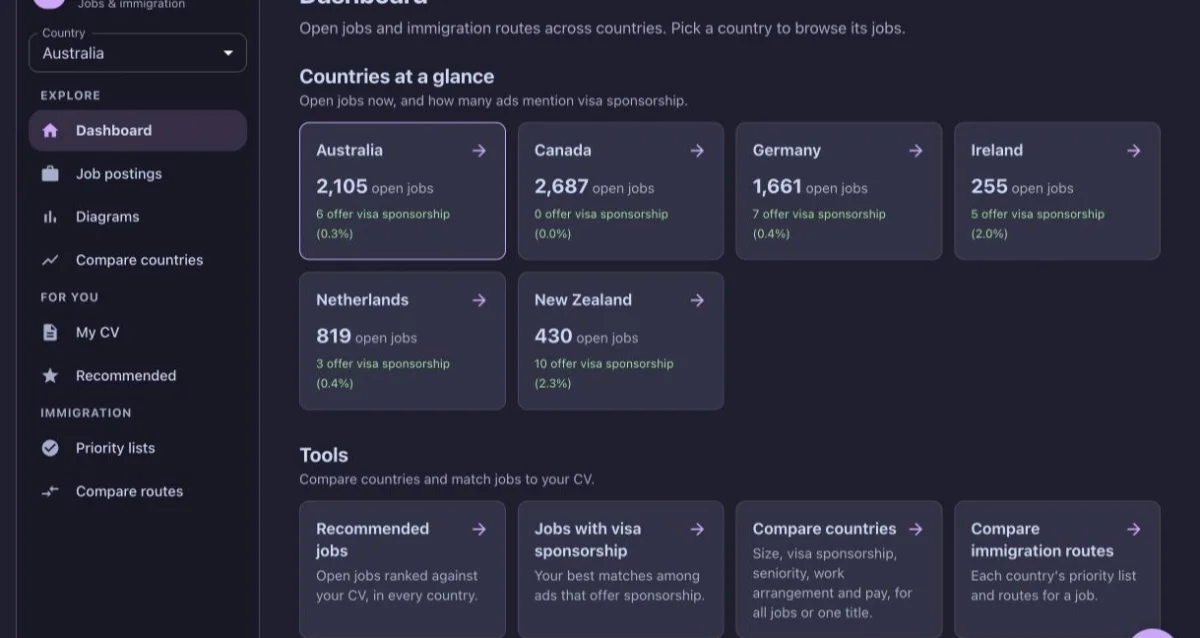 Jobs & immigration
Country
Australia
EXPLORE
Dashboard
Job postings
Diagrams
Compare countries
FOR YOU
My CV
Recommended
IMMIGRATION
Priority lists
Compare routes
Dashboard
Open jobs and immigration routes across countries. Pick a country to browse its jobs.
Countries at a glance
Open jobs now, and how many ads mention visa sponsorship.
Australia
2,105 open jobs
6 offer visa sponsorship
(0.3%)
Canada
2,687 open jobs
0 offer visa sponsorship
(0.0%)
Germany
1,661 open jobs
7 offer visa sponsorship
(0.4%)
Ireland
255 open jobs
5 offer visa sponsorship
(2.0%)
Netherlands
819 open jobs
3 offer visa sponsorship
(0.4%)
New Zealand
430 open jobs
10 offer visa sponsorship
(2.3%)
Tools
Compare countries and match jobs to your CV.
Recommended
jobs
Open jobs ranked against
your CV, in every country.
Jobs with visa
sponsorship
Your best matches among
ads that offer sponsorship.
Compare countries
Size, visa sponsorship,
seniority, work
arrangement and pay, for
all jobs or one title.
Compare
immigration routes
Each country's priority list
and routes for a job.